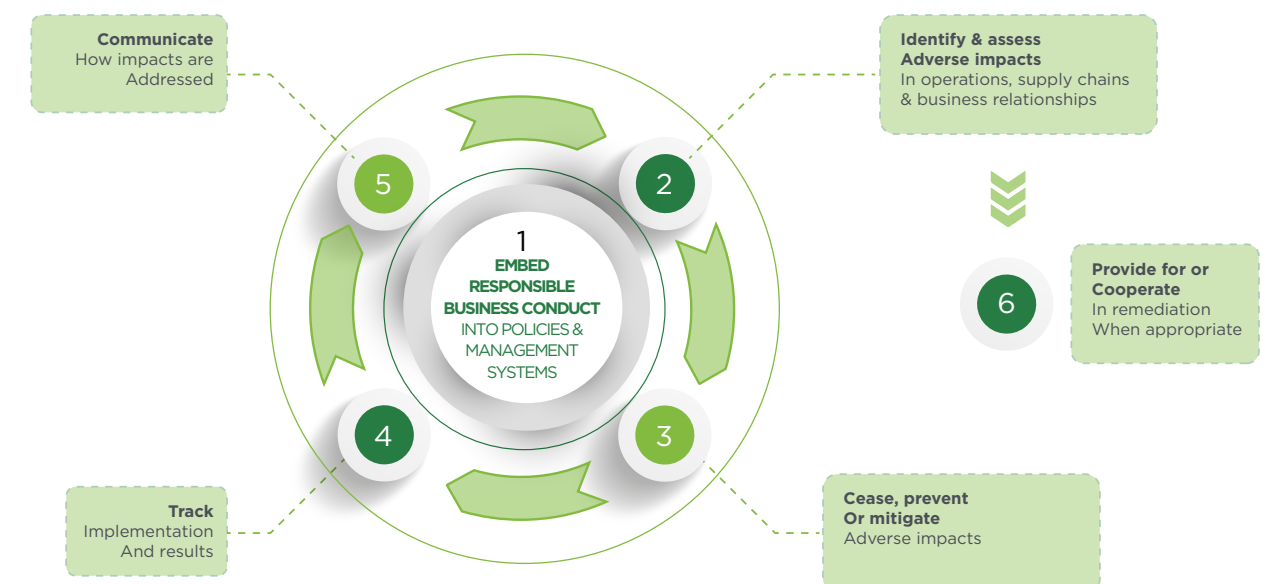 Communicate
How impacts are
Addressed
Identify & assess
Adverse impacts
In operations, supply chains
& business relationships
5
2
1
EMBED
RESPONSIBLE
BUSINESS CONDUCT
INTO POLICIES &
MANAGEMENT
SYSTEMS
6
Provide for or
Cooperate
In remediation
When appropriate
4
3
Track
Implementation
And results
Cease, prevent
Or mitigate
Adverse impacts